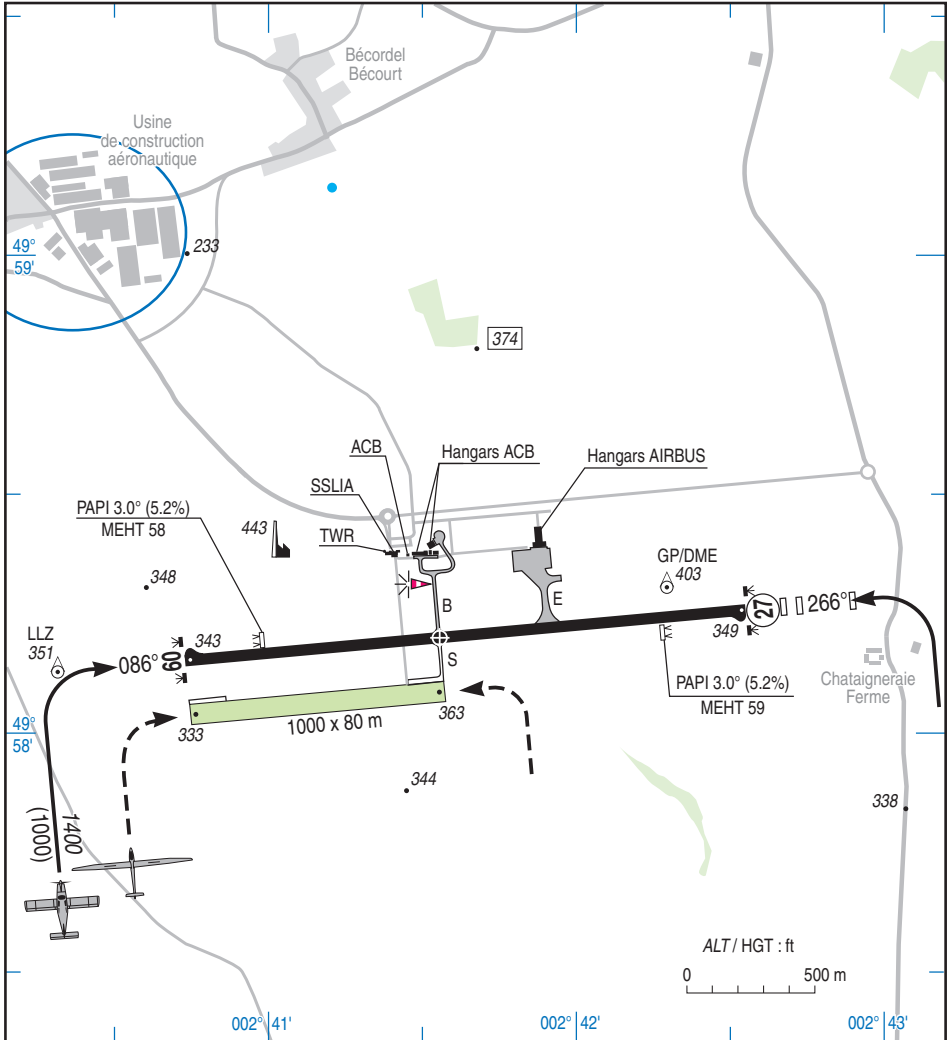 Bécordel
Bécourt
Usine
de construction
aéronautique
49°
59'
233
374
ACB
Hangars ACB
Hangars AIRBUS
SSLIA
PAPI 3.0° (5.2%)
MEHT 58
443
TWR
GP/DME
403
348
B
E
27
266°
LLZ
351
343
349
086°
09
S
PAPI 3.0° (5.2%)
MEHT 59
Chataigneraie
Ferme
363
1000 x 80 m
333
49°
58'
344
338
1400
(1000)
ALT / HGT : ft
0
500 m
002° 41'
002° 42'
002° 43'